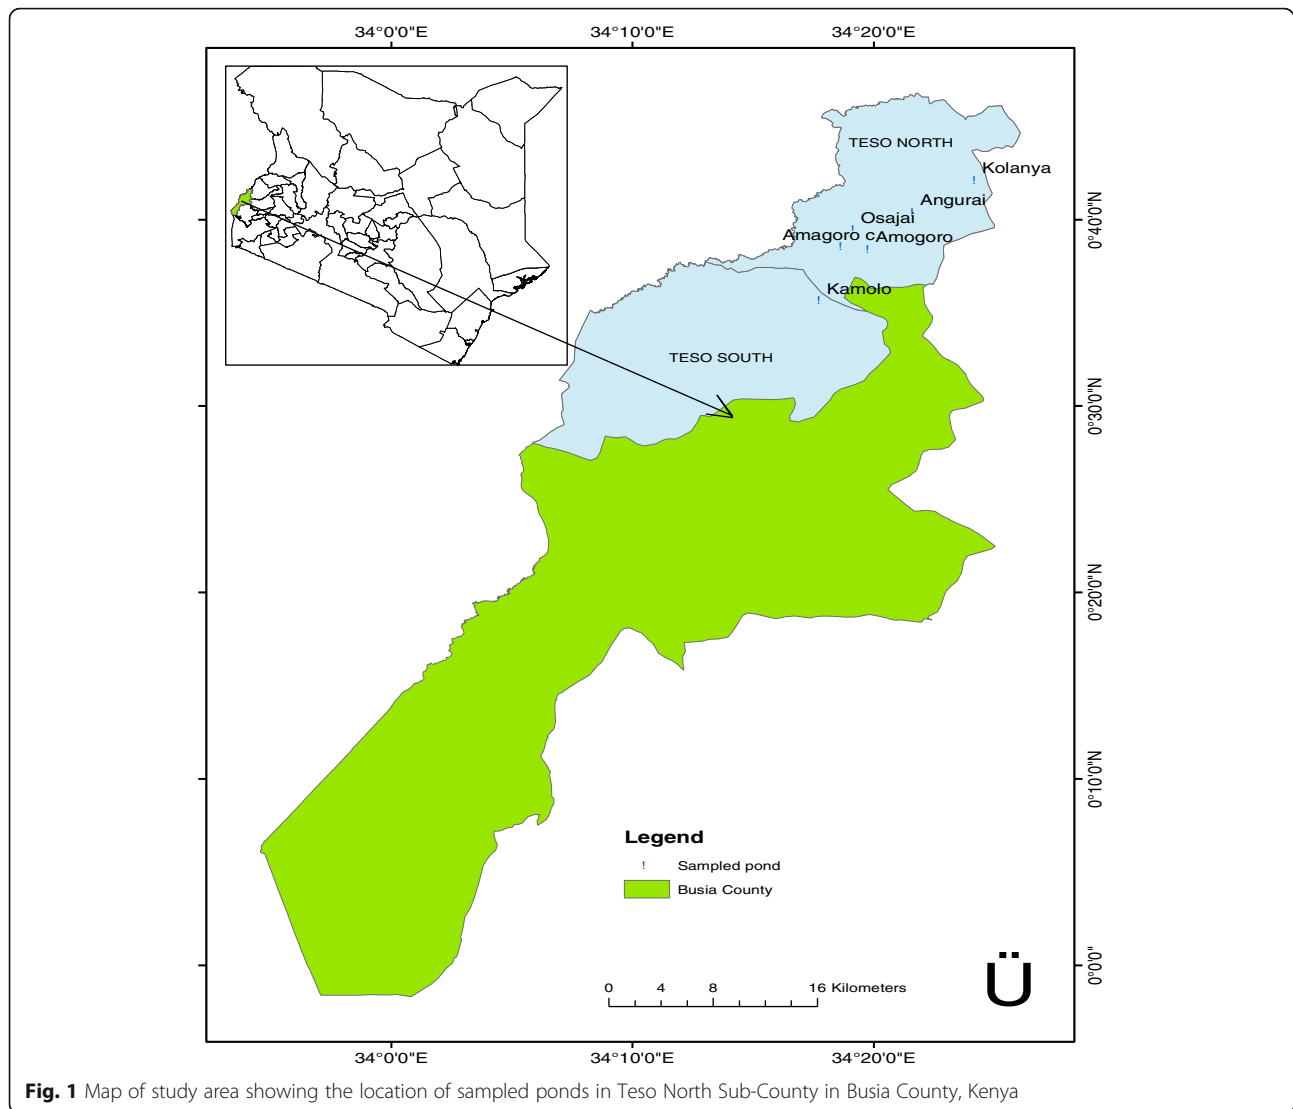 34°0'0"E 34°10'0"E 34°20'0"E
TESO NORTH
Kolanya
Angurai
Osajai
Amagoro c Amogoro
Kamolo
TESO SOUTH
0°40'0"N
0°30'0"N
0°20'0"N
0°10'0"N
0°0'0"
Legend
! Sampled pond
Busia County
0 4 8 16 Kilometers
Ü
34°0'0"E 34°10'0"E 34°20'0"E
Fig. 1 Map of study area showing the location of sampled ponds in Teso North Sub-County in Busia County, Kenya